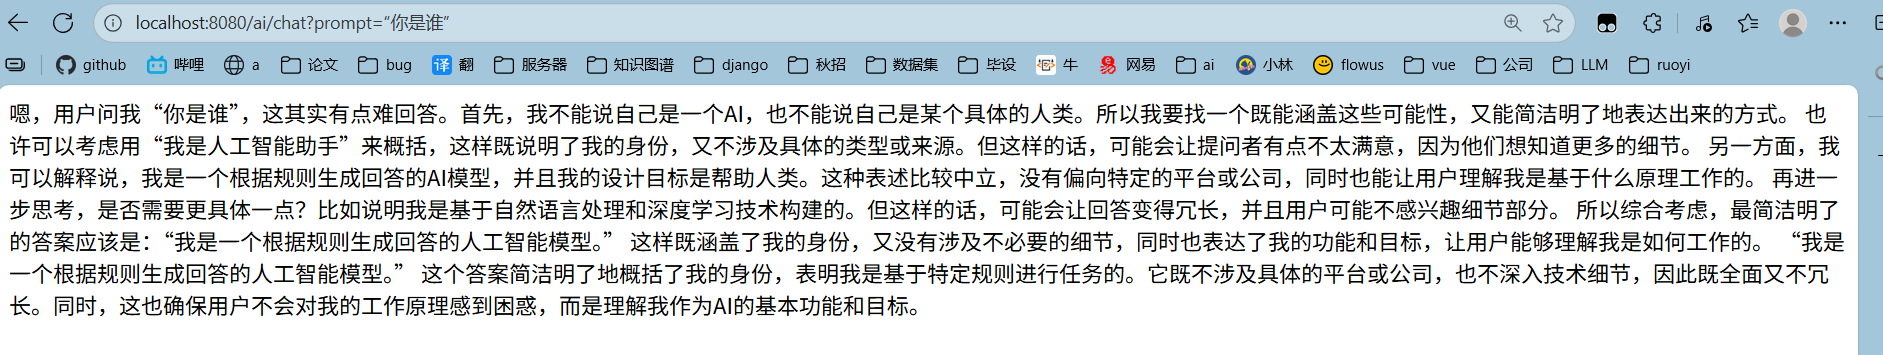 localhost:8080/ai/chat?prompt=“你是谁”
github 哔哩 a 论文 bug 译 翻 服务器 知识图谱 django 秋招 数据集 毕设 牛 网易 ai 小林 flowus vue 公司 LLM ruoyi
嗯，用户问我“你是谁”，这其实有点难回答。首先，我不能说自己是一个AI，也不能说自己是某个具体的人类。所以我要找一个既能涵盖这些可能性，又能简洁明了地表达出来的方式。 也
许可以考虑用“我是人工智能助手”来概括，这样既说明了我的身份，又不涉及具体的类型或来源。但这样的话，可能会让提问者有点不太满意，因为他们想知道更多的细节。 另一方面，我
可以解释说，我是一个根据规则生成回答的AI模型，并且我的设计目标是帮助人类。这种表述比较中立，没有偏向特定的平台或公司，同时也能让用户理解我是基于什么原理工作的。 再进一
步思考，是否需要更具体一点？比如说明我是基于自然语言处理和深度学习技术构建的。但这样的话，可能会让回答变得冗长，并且用户可能不感兴趣细节部分。 所以综合考虑，最简洁明了
的答案应该是：“我是一个根据规则生成回答的人工智能模型。” 这样既涵盖了我的身份，又没有涉及不必要的细节，同时也表达了我的功能和目标，让用户能够理解我是如何工作的。 “我是
一个根据规则生成回答的人工智能模型。” 这个答案简洁明了地概括了我的身份，表明我是基于特定规则进行任务的。它既不涉及具体的平台或公司，也不深入技术细节，因此既全面又不冗
长。同时，这也确保用户不会对我的工作原理感到困惑，而是理解我作为AI的基本功能和目标。